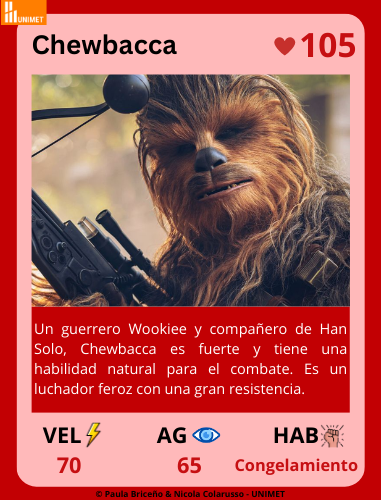 UNIMET
Chewbacca
105
Un guerrero Wookiee y compañero de Han
Solo, Chewbacca es fuerte y tiene una
habilidad natural para el combate. Es un
luchador feroz con una gran resistencia.
VEL AG HAB
70 65 Congelamiento
© Paula Briceño & Nicola Colarusso - UNIMET